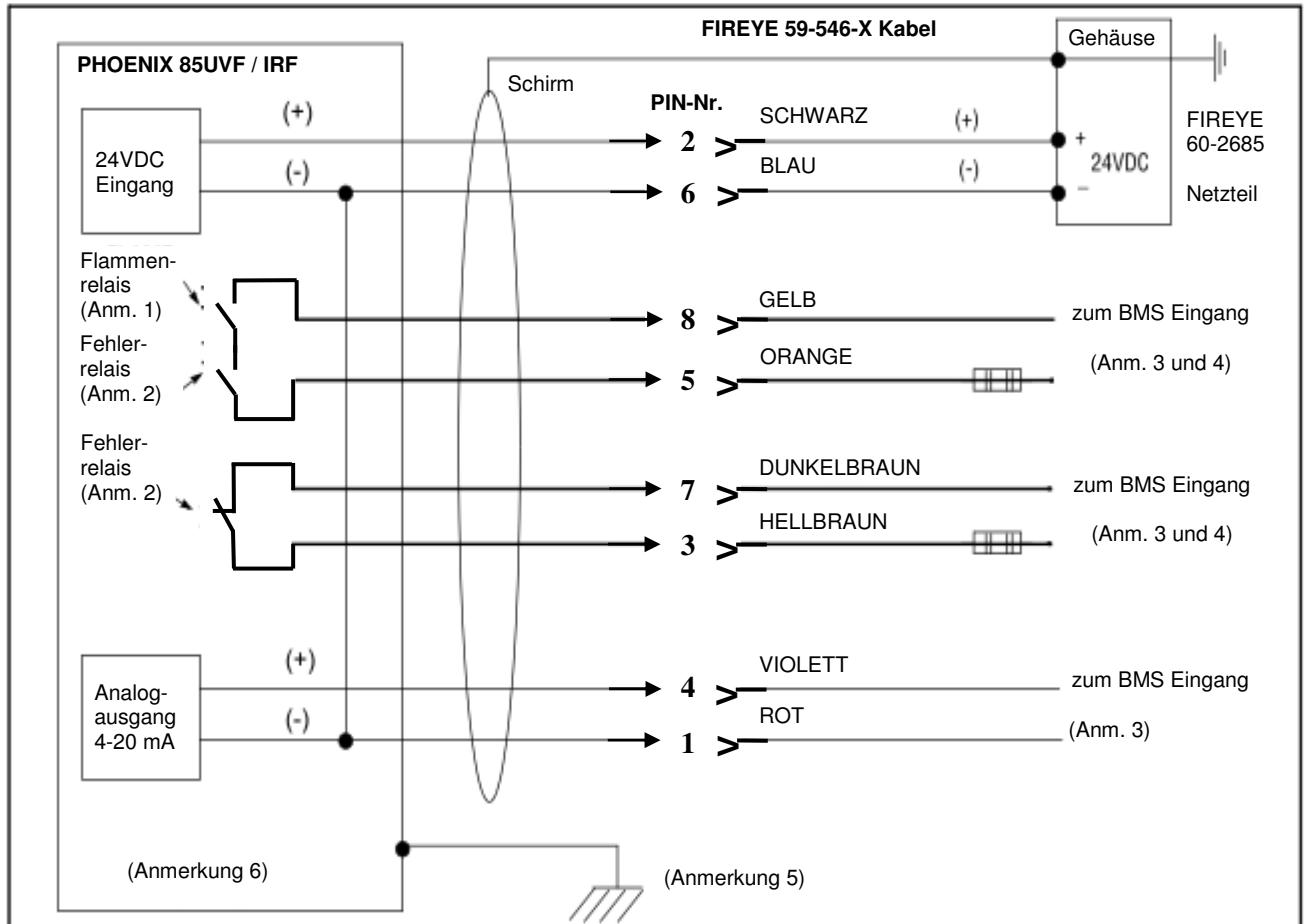 FIREYE 59-546-X Kabel
Gehäuse
PHOENIX 85UVF / IRF
Schirm
PIN-Nr.
24VDC
Eingang
(+)
2
SCHWARZ
(+)
+
24VDC
FIREYE
60-2685
(-)
6
BLAU
(-)
–
Netzteil
Flammen-
relais
(Anm. 1)
8
GELB
zum BMS Eingang
Fehler-
relais
(Anm. 2)
5
ORANGE
(Anm. 3 und 4)
Fehler-
relais
(Anm. 2)
7
DUNKELBRAUN
zum BMS Eingang
3
HELLBRAUN
(Anm. 3 und 4)
Analog-
ausgang
4-20 mA
(+)
4
VIOLETT
zum BMS Eingang
(-)
1
ROT
(Anm. 3)
(Anmerkung 6)
(Anmerkung 5)